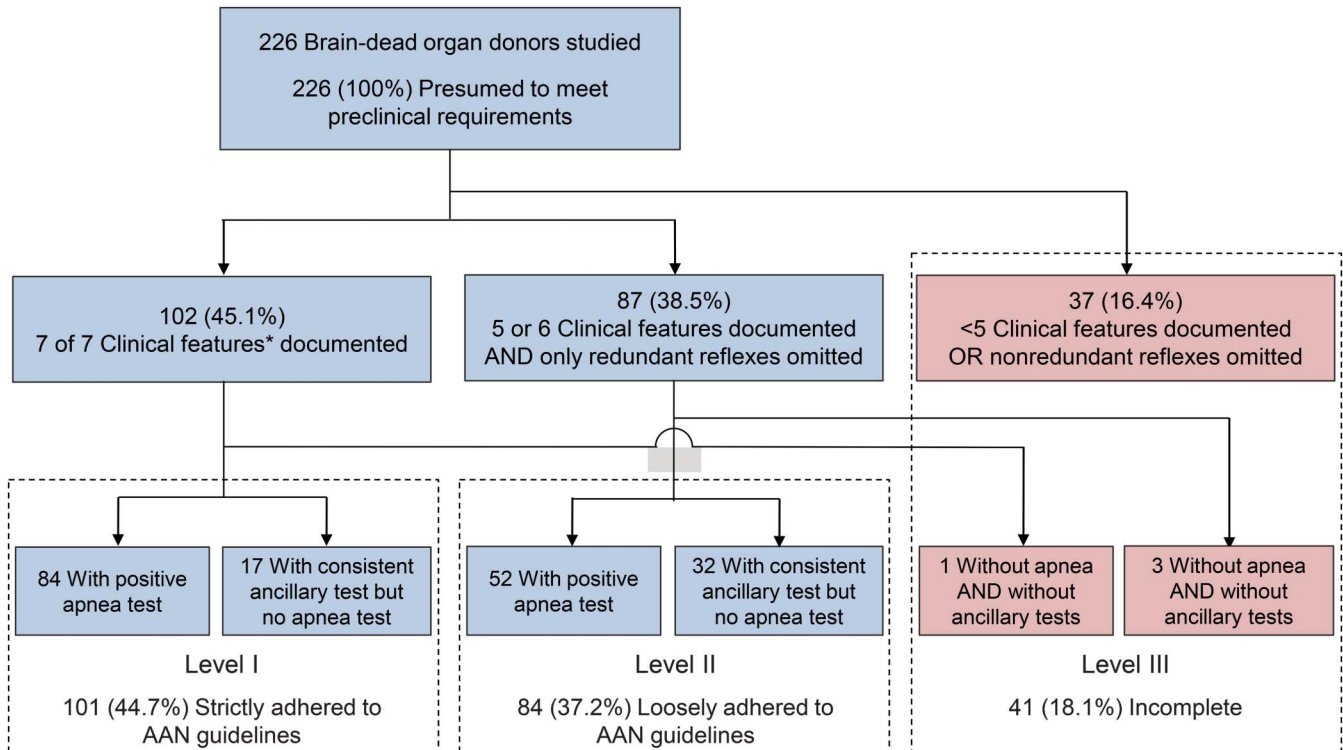 226 Brain-dead organ donors studied
226 (100%) Presumed to meet
preclinical requirements
102 (45.1%)
7 of 7 Clinical features* documented
87 (38.5%)
5 or 6 Clinical features documented
AND only redundant reflexes omitted
37 (16.4%)
<5 Clinical features documented
OR nonredundant reflexes omitted
84 With positive
apnea test
17 With consistent
ancillary test but
no apnea test
52 With positive
apnea test
32 With consistent
ancillary test but
no apnea test
1 Without apnea
AND without
ancillary tests
3 Without apnea
AND without
ancillary tests
Level I
101 (44.7%) Strictly adhered to
AAN guidelines
Level II
84 (37.2%) Loosely adhered to
AAN guidelines
Level III
41 (18.1%) Incomplete